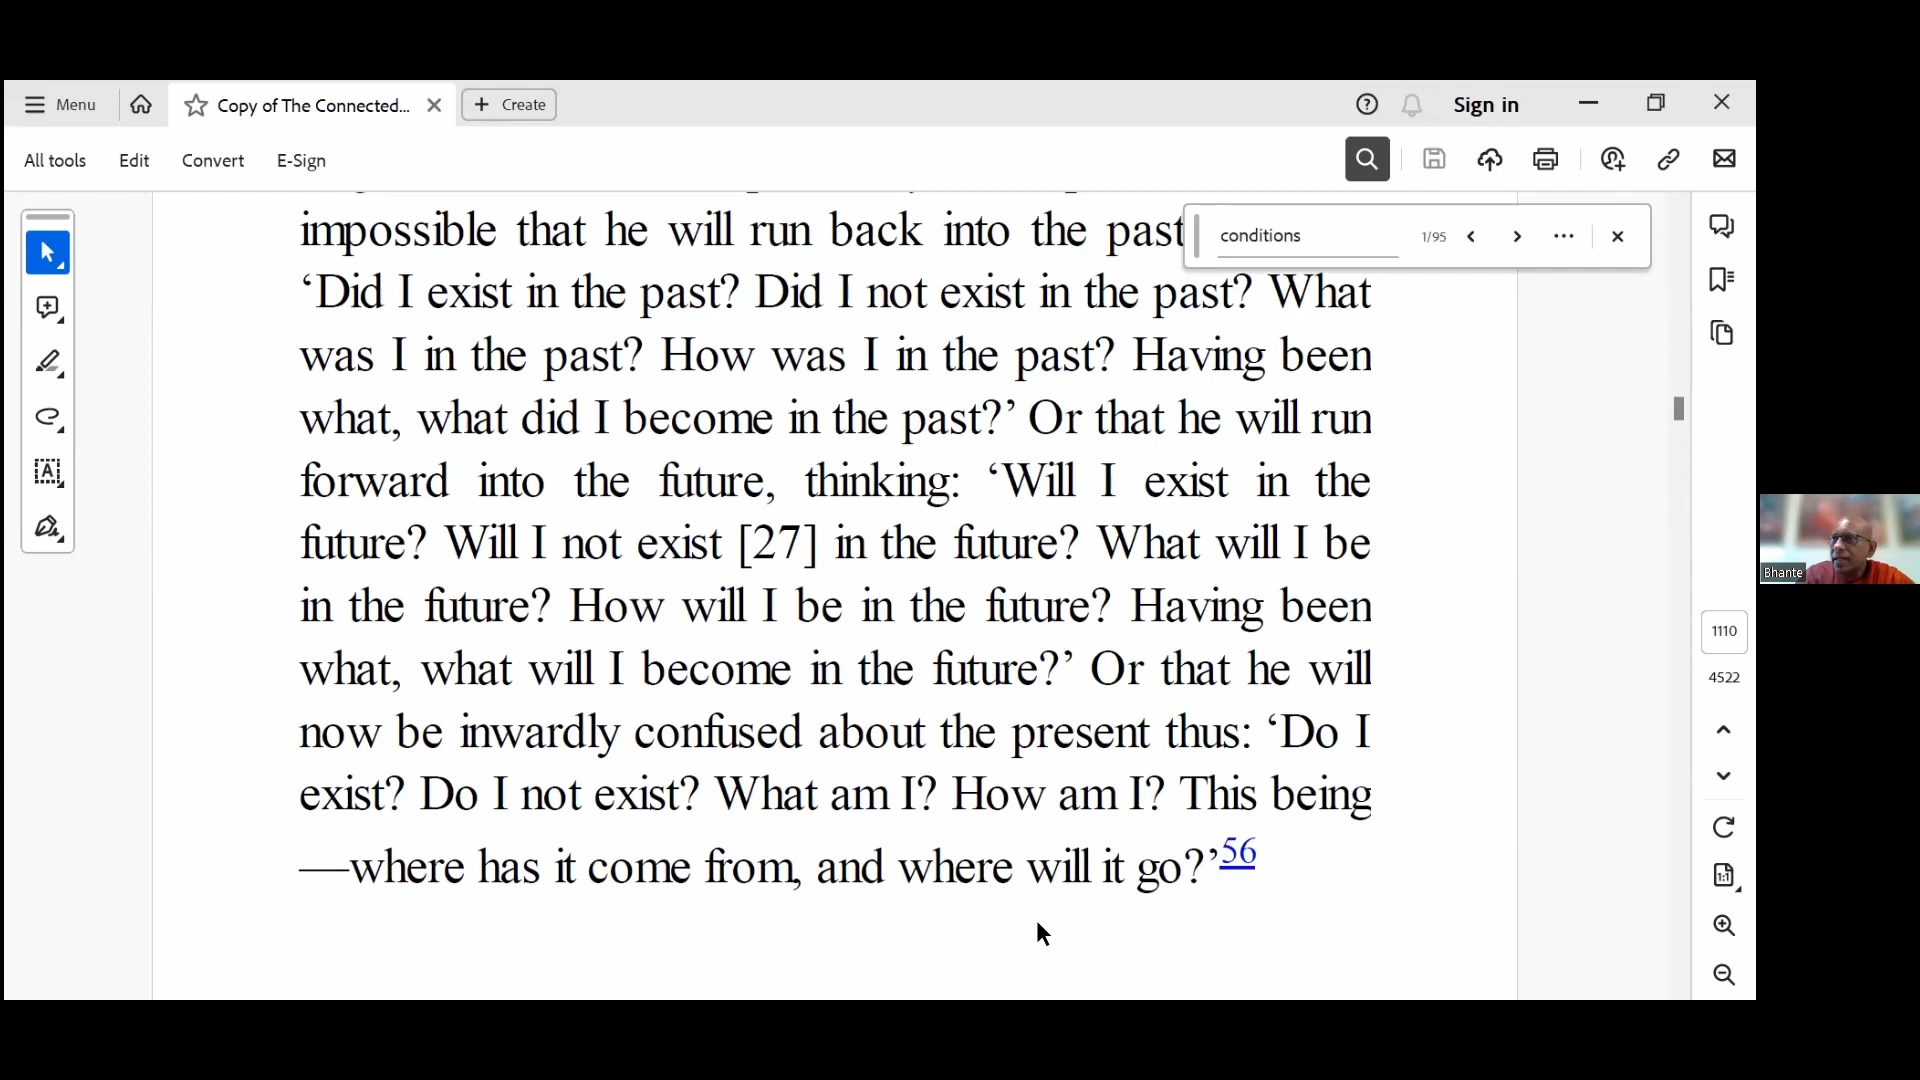 Menu
Copy of The Connected...
Create
Sign in
All tools
Edit
Convert
E-Sign
conditions
1/95
impossible that he will run back into the past
‘Did I exist in the past? Did I not exist in the past? What
was I in the past? How was I in the past? Having been
what, what did I become in the past?’ Or that he will run
forward into the future, thinking: ‘Will I exist in the
future? Will I not exist [27] in the future? What will I be
in the future? How will I be in the future? Having been
what, what will I become in the future?’ Or that he will
now be inwardly confused about the present thus: ‘Do I
exist? Do I not exist? What am I? How am I? This being
—where has it come from, and where will it go?’56
Bhante
1110
4522
1:1